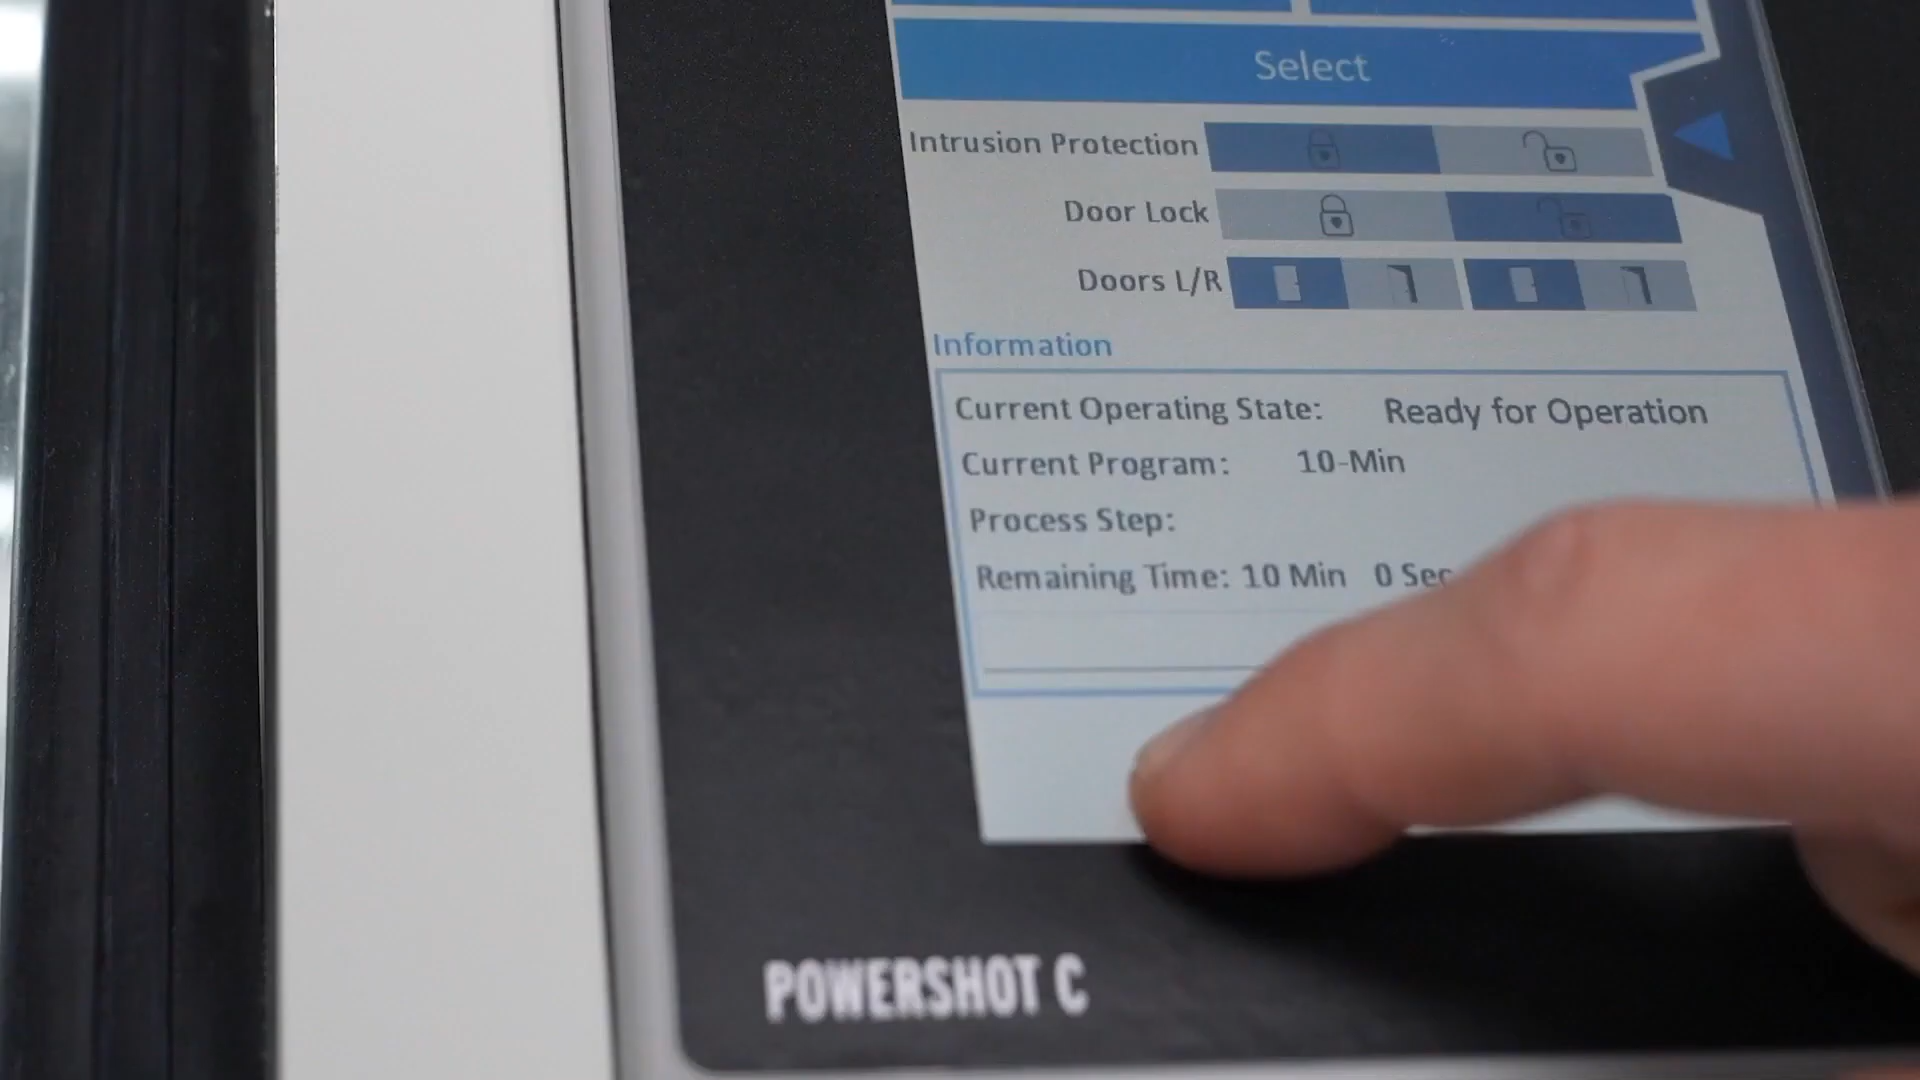 Select
Intrusion Protection
Door Lock
Doors L/R
Information
Current Operating State: Ready for Operation
Current Program: 10-Min
Process Step:
Remaining Time: 10 Min 0 Sec
POWERSHOT C